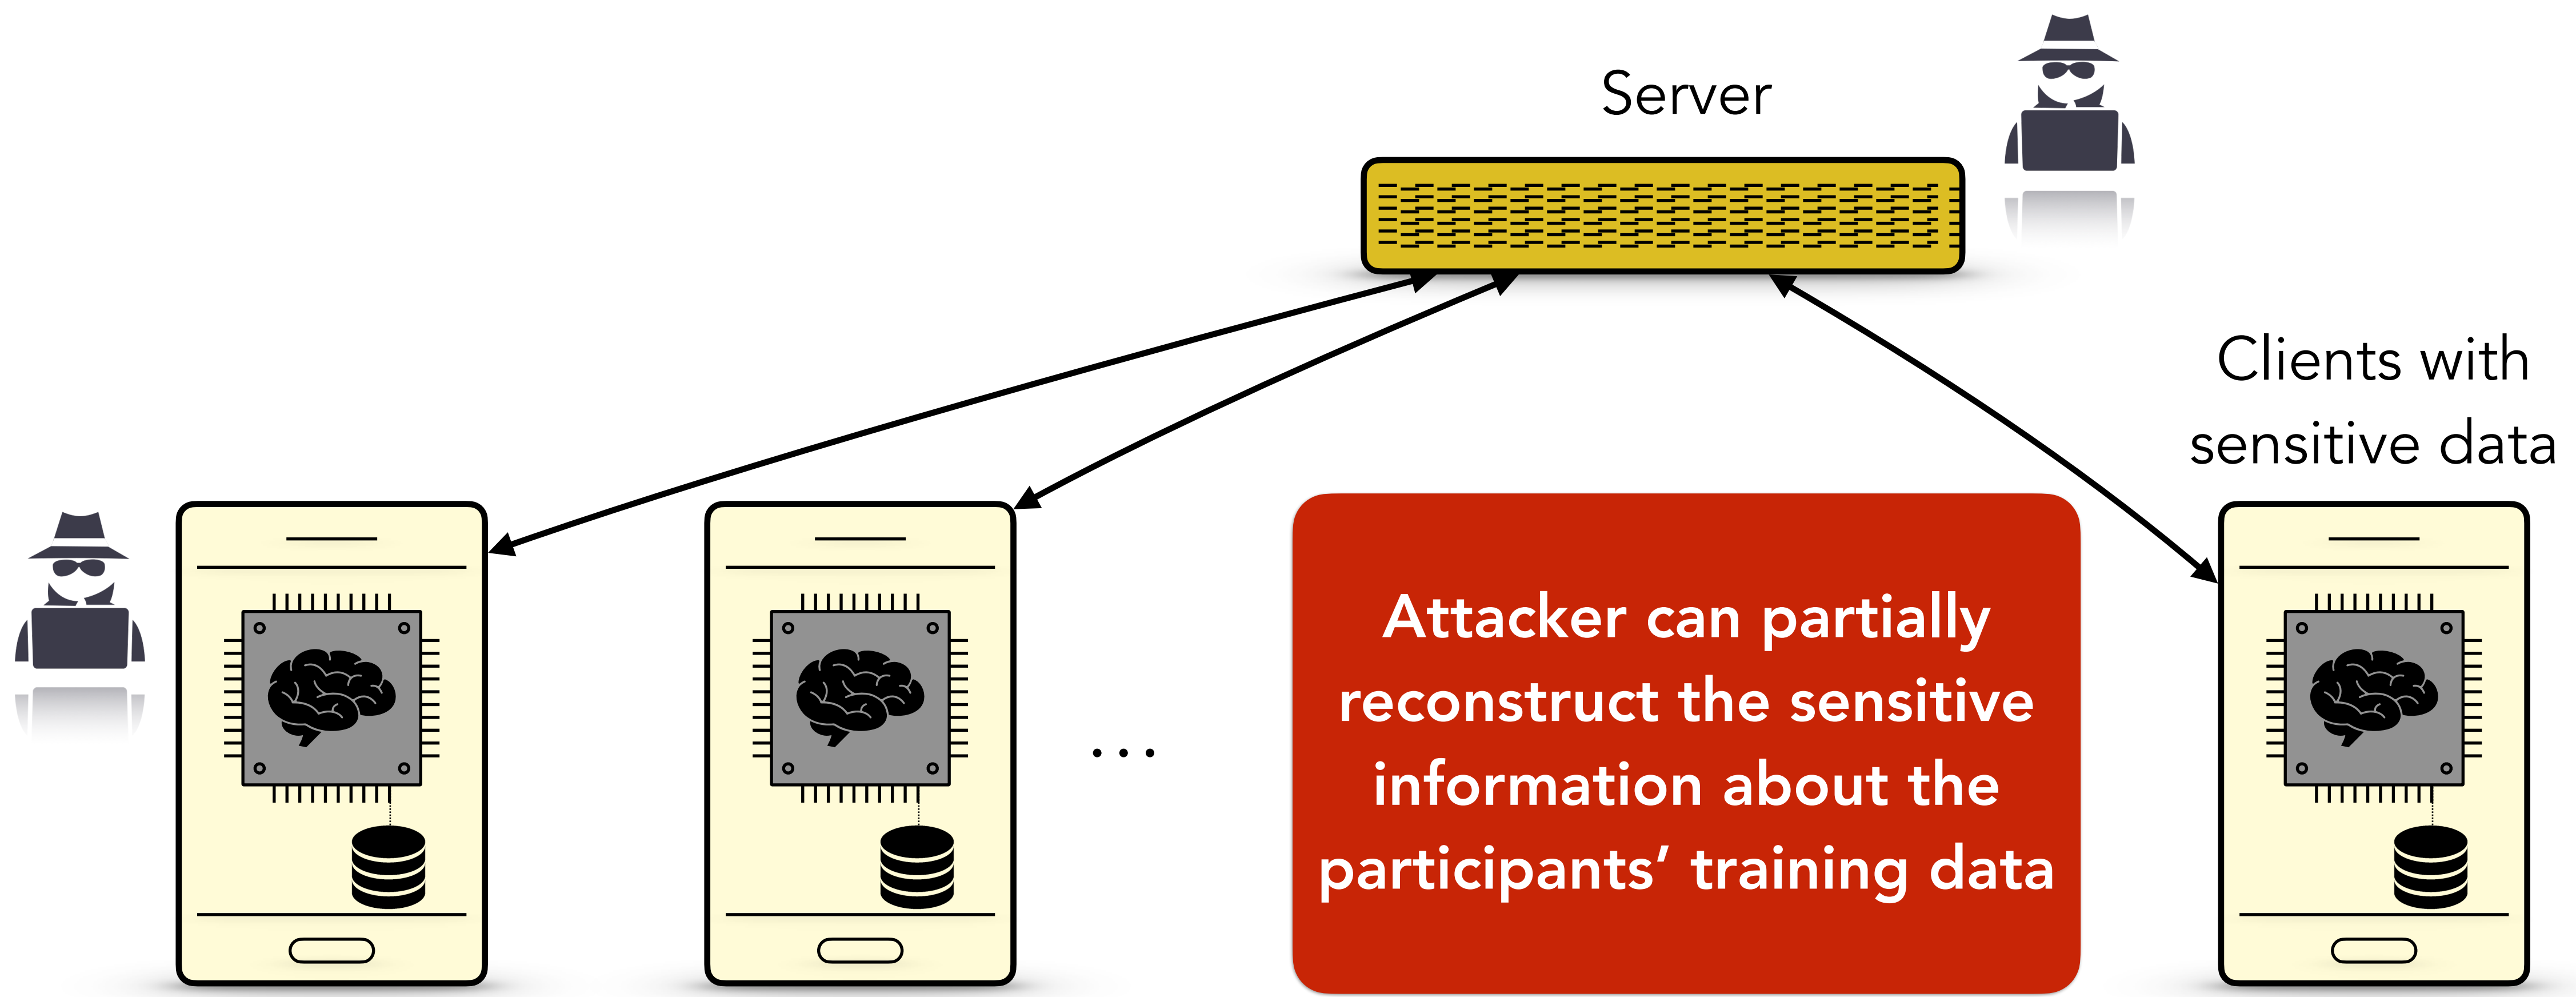 Server
Clients with
sensitive data
Attacker can partially
reconstruct the sensitive
information about the
participants’ training data
...